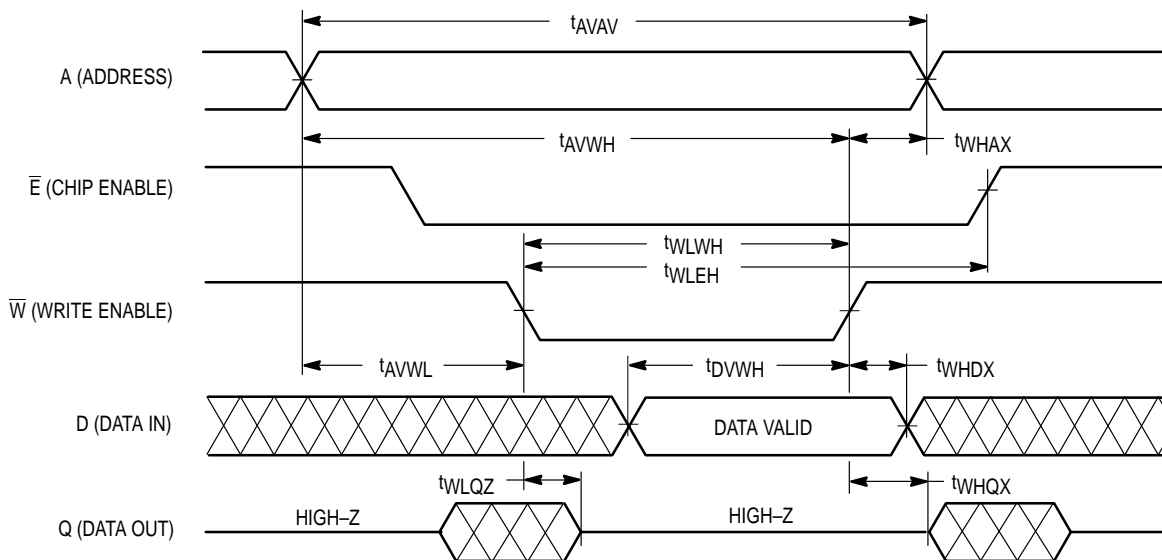 tAVAV
A (ADDRESS)
tAVWH
tWHAX
E̅ (CHIP ENABLE)
tWLWH
tWLEH
W̅ (WRITE ENABLE)
tAVWL
tDVWH
tWHDX
D (DATA IN)
DATA VALID
tWLQZ
tWHQX
Q (DATA OUT)
HIGH–Z
HIGH–Z